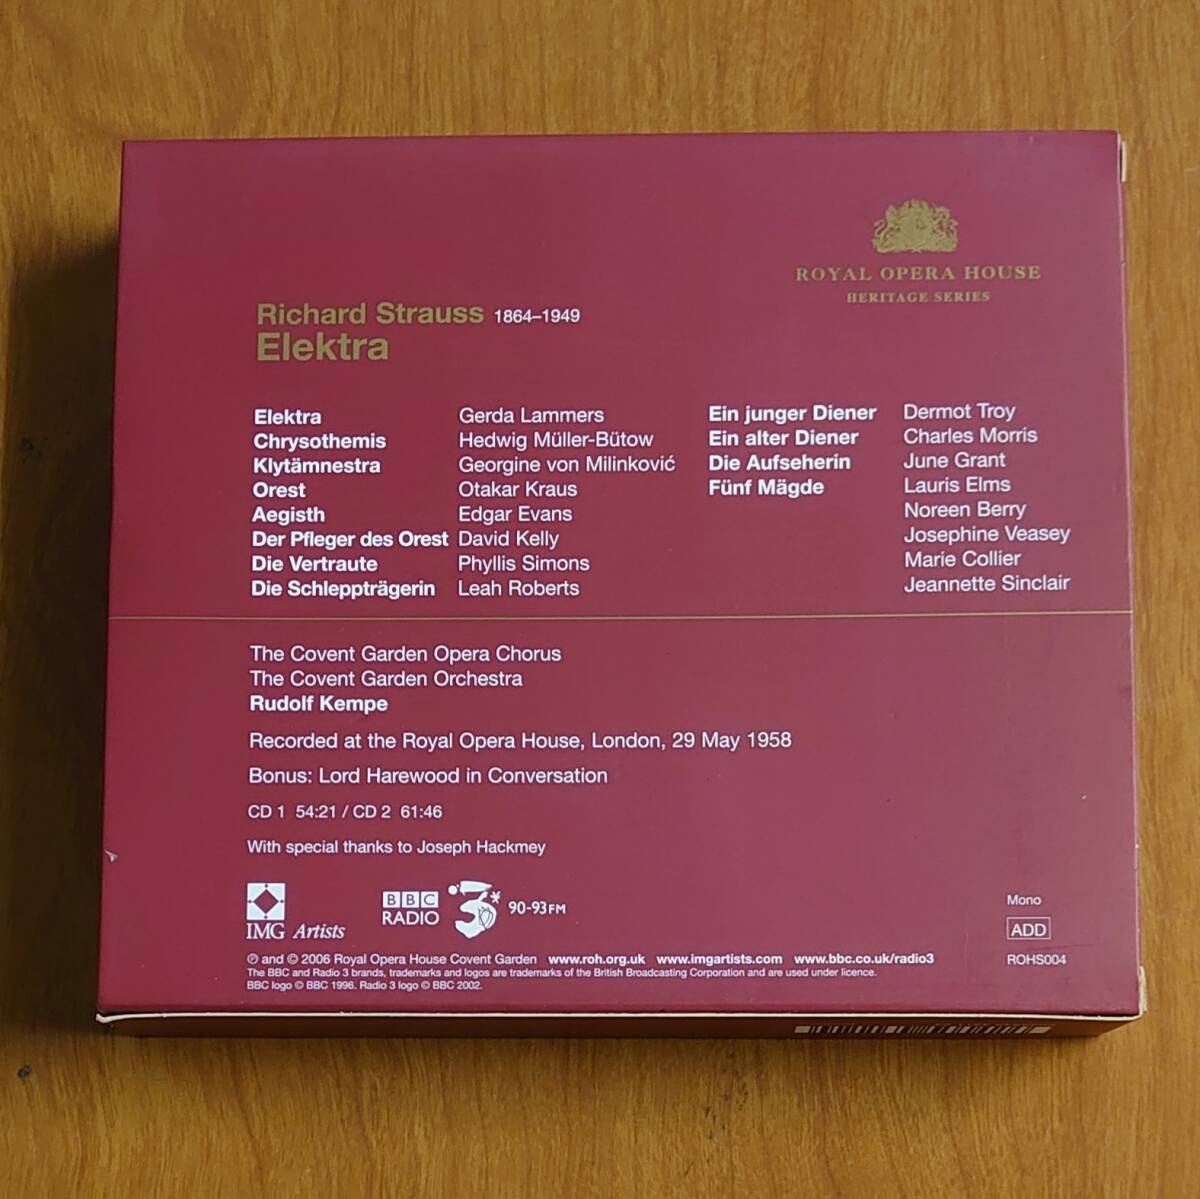 ROYAL OPERA HOUSE
HERITAGE SERIES
Richard Strauss 1864–1949
Elektra
Elektra Gerda Lammers
Chrysothemis Hedwig Müller-Bütow
Klytämnestra Georgine von Milinković
Orest Otakar Kraus
Aegisth Edgar Evans
Der Pfleger des Orest David Kelly
Die Vertraute Phyllis Simons
Die Schleppträgerin Leah Roberts
Ein junger Diener Dermot Troy
Ein alter Diener Charles Morris
Die Aufseherin June Grant
Fünf Mägde Lauris Elms
Noreen Berry
Josephine Veasey
Marie Collier
Jeannette Sinclair
The Covent Garden Opera Chorus
The Covent Garden Orchestra
Rudolf Kempe
Recorded at the Royal Opera House, London, 29 May 1958
Bonus: Lord Harewood in Conversation
CD 1 54:21 / CD 2 61:46
With special thanks to Joseph Hackmey
IMG Artists
BBC RADIO 3 90-93 FM
Mono
ADD
ROHS004
℗ and © 2006 Royal Opera House Covent Garden www.roh.org.uk www.imgartists.com www.bbc.co.uk/radio3
The BBC and Radio 3 brands, trademarks and logos are trademarks of the British Broadcasting Corporation and are used under licence.
BBC logo © BBC 1996. Radio 3 logo © BBC 2002.